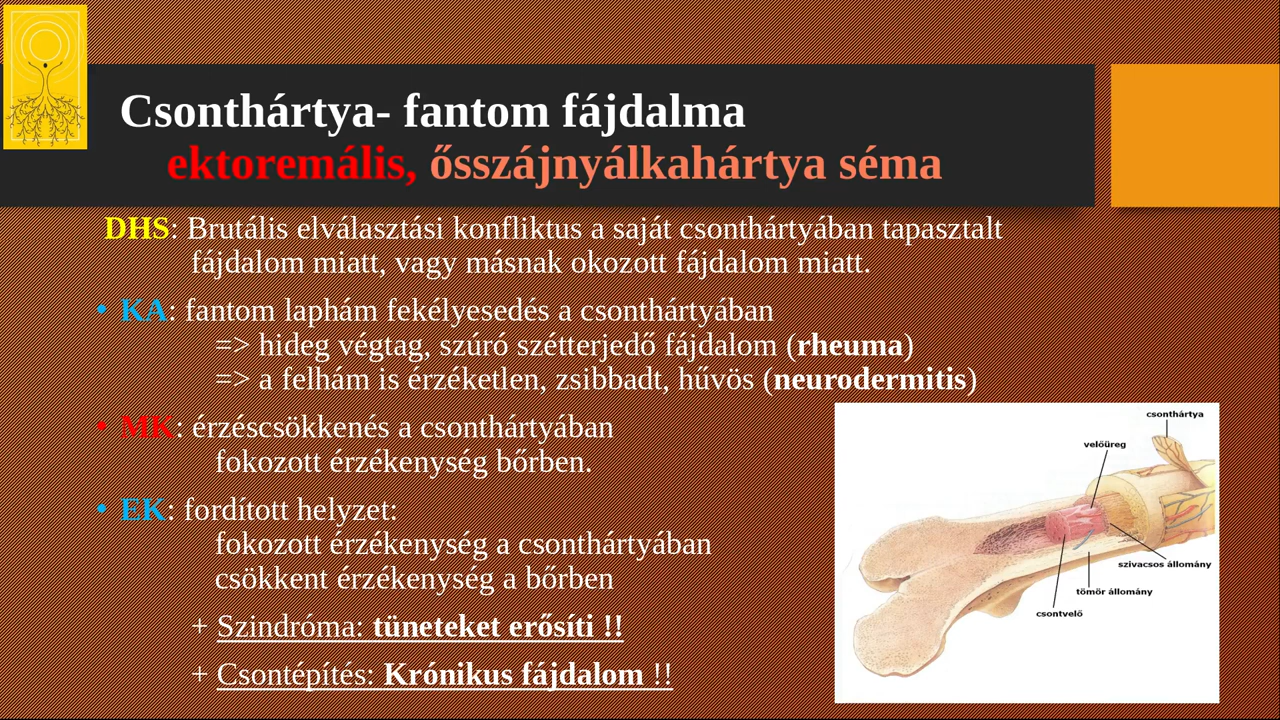 Csonthártya- fantom fájdalma
ektoremális, ősszájnyálkahártya séma
DHS: Brutális elválasztási konfliktus a saját csonthártyában tapasztalt
fájdalom miatt, vagy másnak okozott fájdalom miatt.
• KA: fantom laphám fekélyesedés a csonthártyában
=> hideg végtag, szúró szétterjedő fájdalom (rheuma)
=> a felhám is érzéketlen, zsibbadt, hűvös (neurodermitis)
• MK: érzéscsökkenés a csonthártyában
fokozott érzékenység bőrben.
• EK: fordított helyzet:
fokozott érzékenység a csonthártyában
csökkent érzékenység a bőrben
+ Szindróma: tüneteket erősíti !!
+ Csontépítés: Krónikus fájdalom !!
csonthártya
velőüreg
szivacsos állomány
tömör állomány
csontvelő